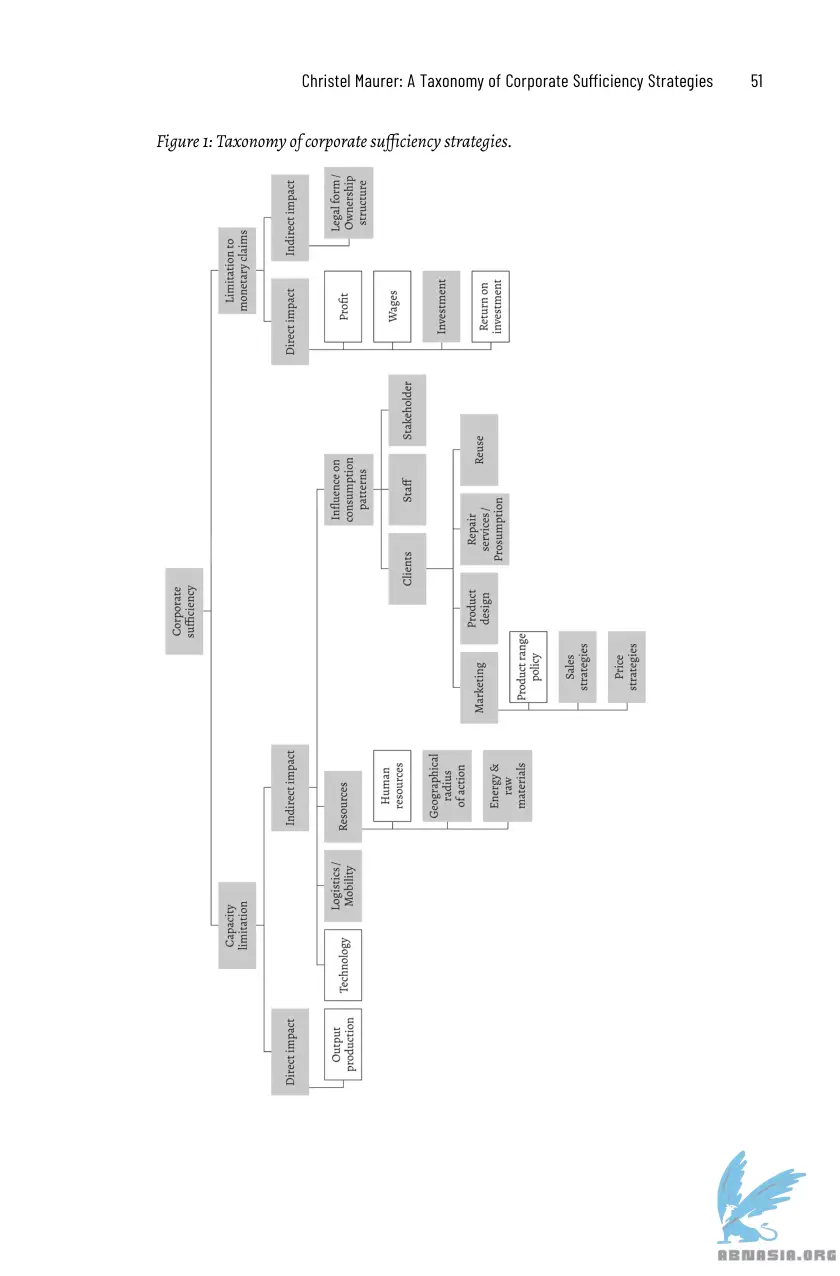 Christel Maurer: A Taxonomy of Corporate Sufficiency Strategies 51
Figure 1: Taxonomy of corporate sufficiency strategies.
Corporate
sufficiency
Capacity
limitation
Limitation to
monetary claims
Direct impact
Indirect impact
Direct impact
Indirect impact
Output
production
Technology
Logistics /
Mobility
Resources
Influence on
consumption
patterns
Profit
Legal form /
Ownership
structure
Human
resources
Clients
Staff
Stakeholder
Wages
Geographical
radius
of action
Investment
Energy &
raw
materials
Marketing
Product
design
Repair
services /
Prosumption
Reuse
Return on
investment
Product range
policy
Sales
strategies
Price
strategies
ABNASIA.ORG